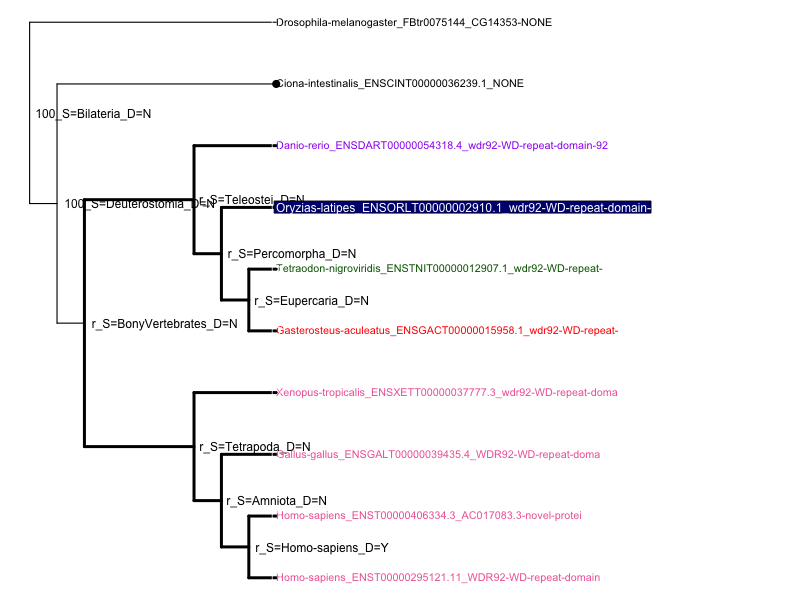 Drosophila-melanogaster_FBtr0075144_CG14353-NONE
Ciona-intestinalis_ENSCINT00000036239.1_NONE
100_S=Bilateria_D=N
Danio-rerio_ENSDART00000054318.4_wdr92-WD-repeat-domain-92
r_S=Teleostei_D=N
100_S=Deuterostomia_D=N
Oryzias-latipes_ENSORLT00000002910.1_wdr92-WD-repeat-domain-
r_S=Percomorpha_D=N
Tetraodon-nigroviridis_ENSTNIT00000012907.1_wdr92-WD-repeat-
r_S=Eupercaria_D=N
r_S=BonyVertebrates_D=N
Gasterosteus-aculeatus_ENSGACT00000015958.1_wdr92-WD-repeat-
Xenopus-tropicalis_ENSXETT00000037777.3_wdr92-WD-repeat-doma
r_S=Tetrapoda_D=N
Gallus-gallus_ENSGALT00000039435.4_WDR92-WD-repeat-doma
r_S=Amniota_D=N
Homo-sapiens_ENST00000406334.3_AC017083.3-novel-protei
r_S=Homo-sapiens_D=Y
Homo-sapiens_ENST00000295121.11_WDR92-WD-repeat-domain